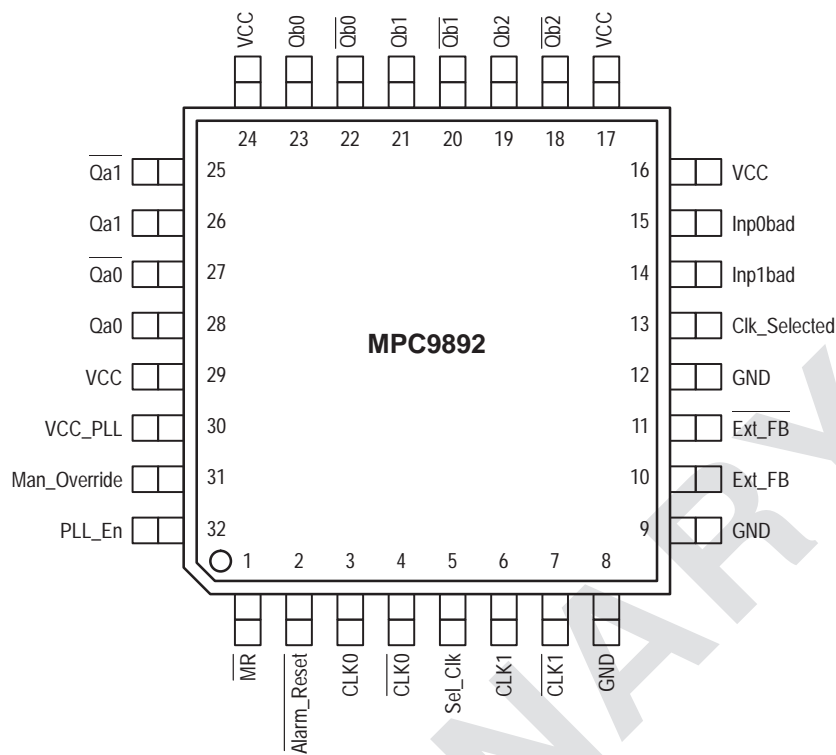 VCC
Qb0
Qb0
Qb1
Qb1
Qb2
Qb2
VCC
24 23 22 21 20 19 18 17
Qa1 25 16 VCC
Qa1 26 15 Inp0bad
Qa0 27 14 Inp1bad
Qa0 28 13 Clk_Selected
MPC9892
VCC 29 12 GND
VCC_PLL 30 11 Ext_FB
Man_Override 31 10 Ext_FB
PLL_En 32 9 GND
1 2 3 4 5 6 7 8
MR
Alarm_Reset
CLK0
CLK0
Sel_Clk
CLK1
CLK1
GND